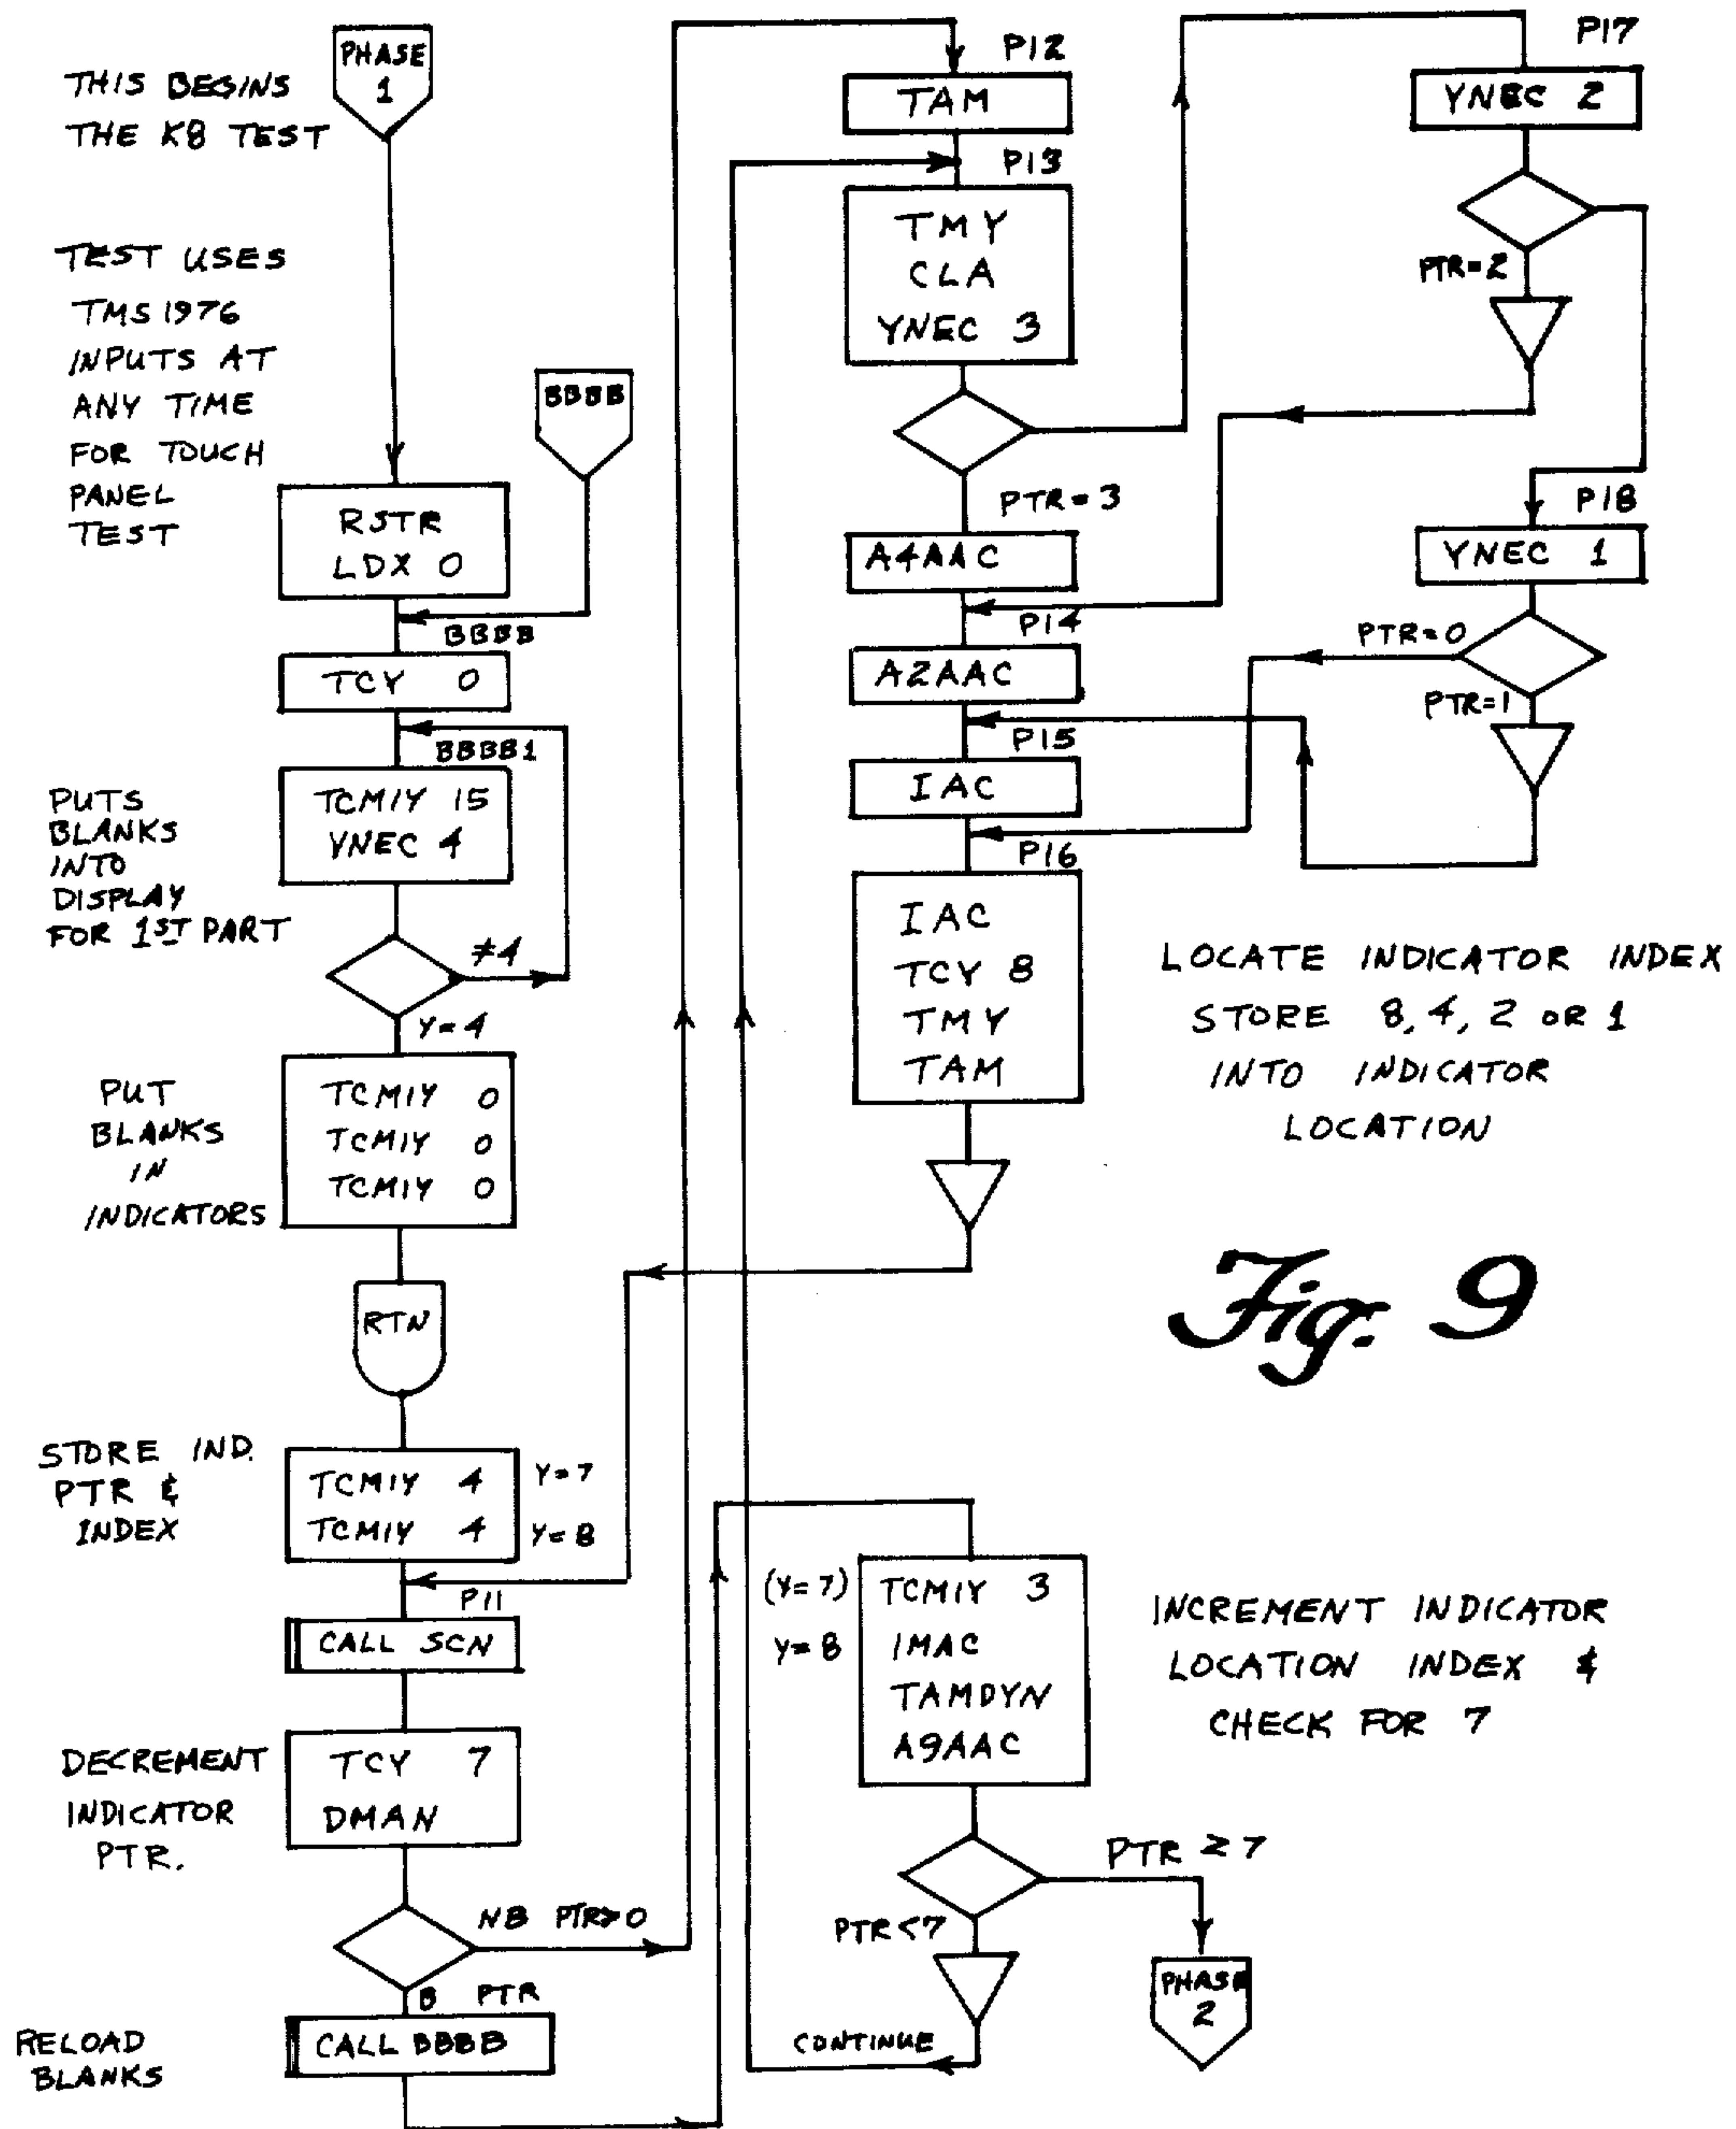 PHASE
1
THIS BEGINS
THE KB TEST
TEST USES
TMS 1976
INPUTS AT
ANY TIME
FOR TOUCH
PANEL
TEST
RSTR
LDX 0
BBBB
BBBB
TCY 0
BBBB1
PUTS
BLANKS
INTO
DISPLAY
FOR 1ST PART
TCMIY 15
YNEC 4
≠4
Y=4
PUT
BLANKS
IN
INDICATORS
TCMIY 0
TCMIY 0
TCMIY 0
RTN
STORE IND.
PTR &
INDEX
TCMIY 4 Y=7
TCMIY 4 Y=8
P11
CALL SCN
DECREMENT
INDICATOR
PTR.
TCY 7
DMAN
NB PTR>0
B PTR
RELOAD
BLANKS
CALL BBBB
P12
TAM
P13
TMY
CLA
YNEC 3
PTR=3
A4AAC
P14
A2AAC
P15
IAC
P16
IAC
TCY 8
TMY
TAM
P17
YNEC 2
PTR=2
P18
YNEC 1
PTR=0
PTR=1
LOCATE INDICATOR INDEX
STORE 8, 4, 2 OR 1
INTO INDICATOR
LOCATION
Fig. 9
(Y=7) TCMIY 3
Y=8 IMAC
TAMDYN
A9AAC
INCREMENT INDICATOR
LOCATION INDEX &
CHECK FOR 7
PTR ≥ 7
PTR<7
PHASE
2
CONTINUE